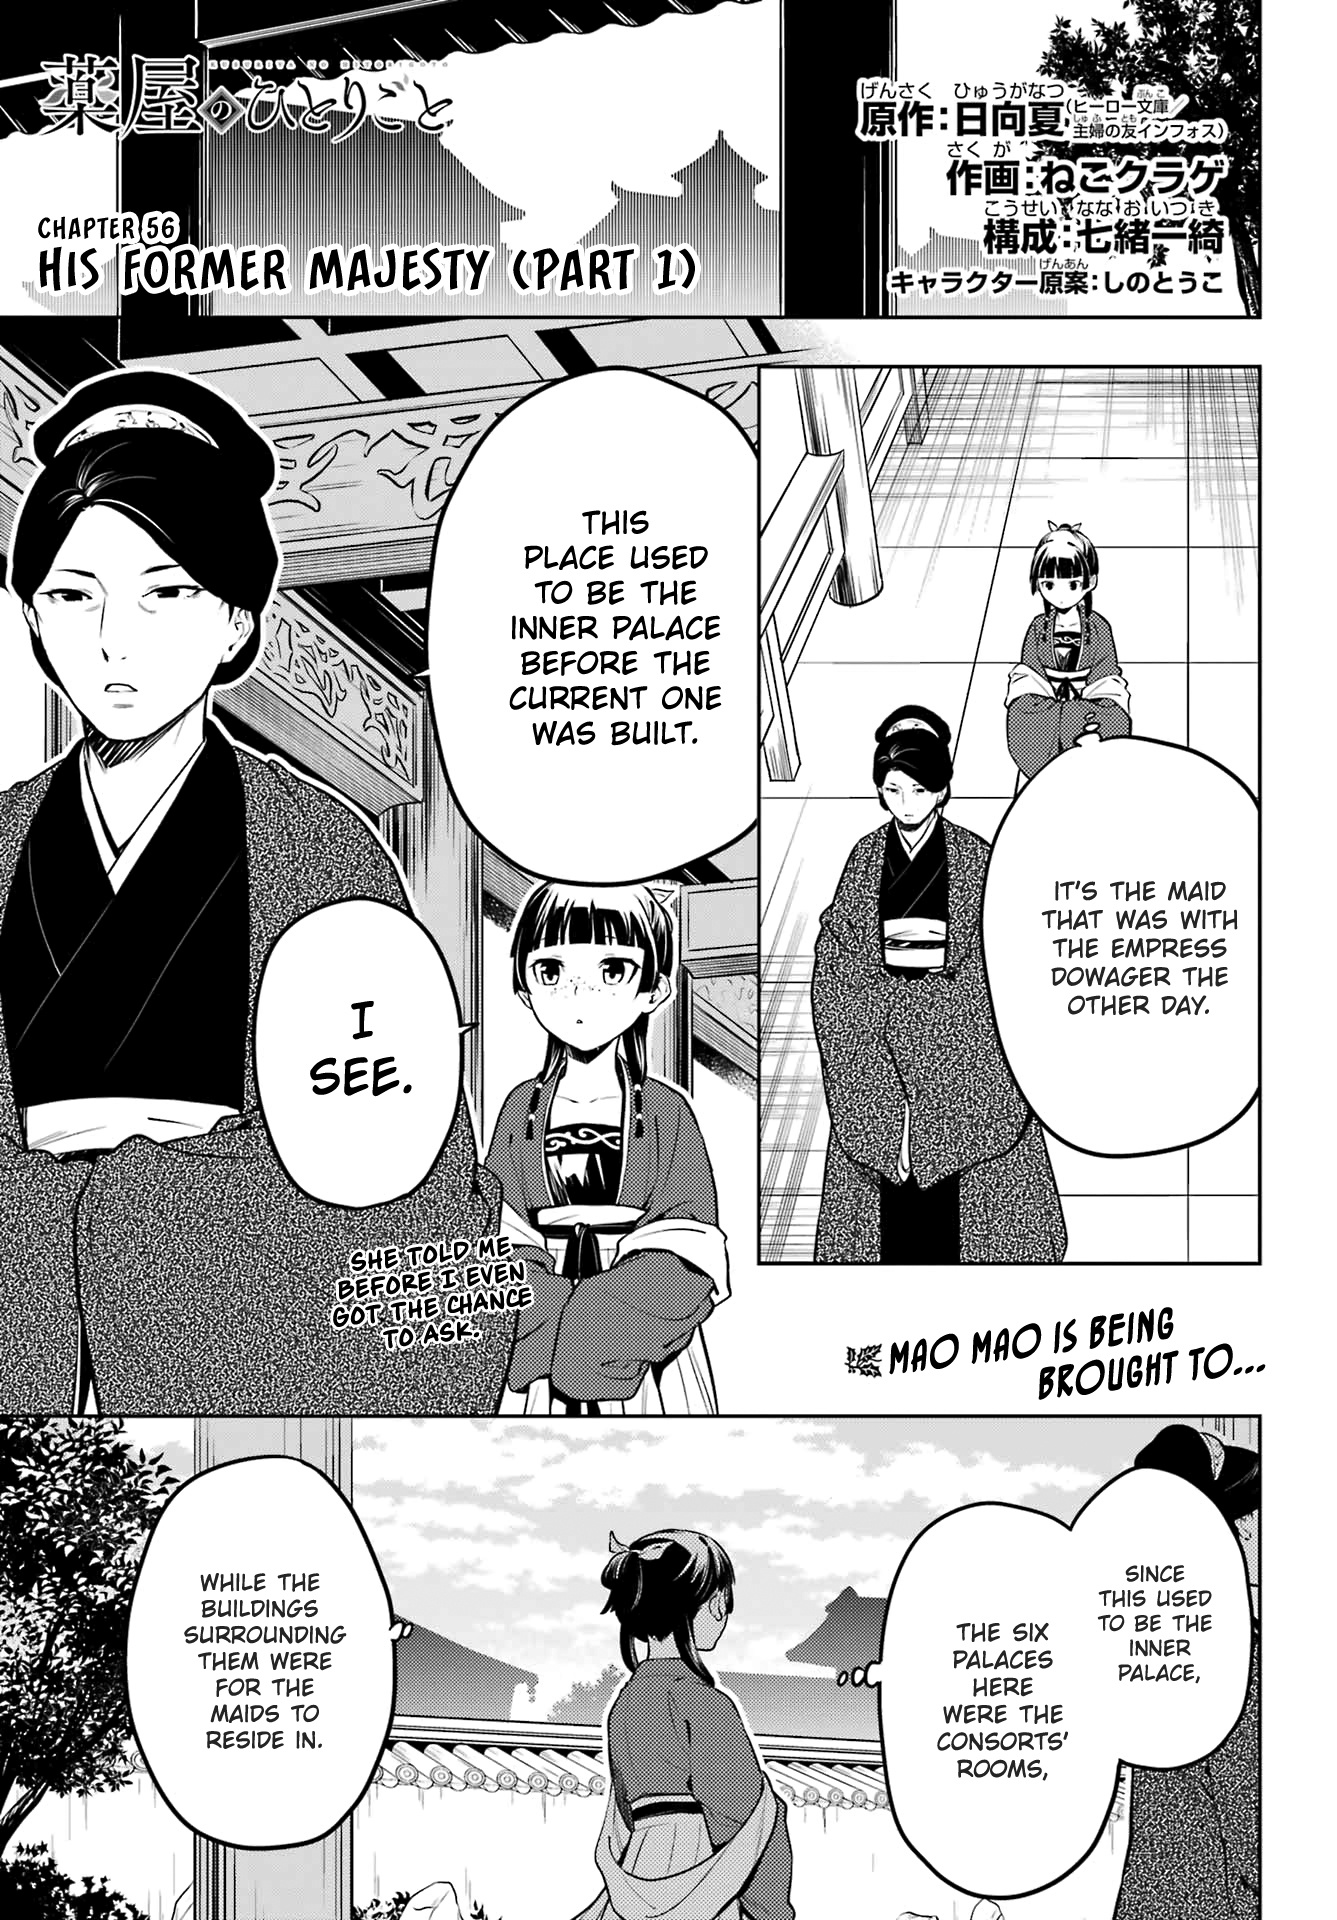 KUSURIYA NO HITORIGOTO
薬屋のひとりごと
CHAPTER 56
HIS FORMER MAJESTY (PART 1)
げんさく ひゅうがなつ
原作:日向夏(ヒーロー文庫/主婦の友インフォス)
ぶんこ
しゅふ とも
さくが
作画:ねこクラゲ
こうせい ななおいつき
構成:七緒一綺
げんあん
キャラクター原案:しのとうこ
IT'S THE MAID
THAT WAS WITH
THE EMPRESS
DOWAGER THE
OTHER DAY.
THIS
PLACE USED
TO BE THE
INNER PALACE
BEFORE THE
CURRENT ONE
WAS BUILT.
I
SEE.
SHE TOLD ME
BEFORE I EVEN
GOT THE CHANCE
TO ASK.
MAO MAO IS BEING
BROUGHT TO...
SINCE
THIS USED
TO BE THE
INNER
PALACE,
THE SIX
PALACES
HERE
WERE THE
CONSORTS'
ROOMS,
WHILE THE
BUILDINGS
SURROUNDING
THEM WERE
FOR THE
MAIDS TO
RESIDE IN.